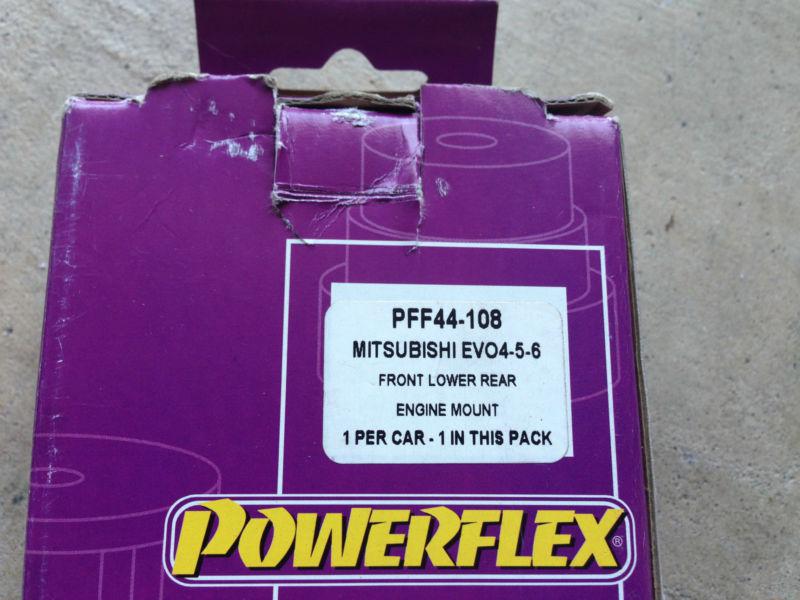 PFF44-108
MITSUBISHI EVO4-5-6
FRONT LOWER REAR
ENGINE MOUNT
1 PER CAR - 1 IN THIS PACK
POWERFLEX®